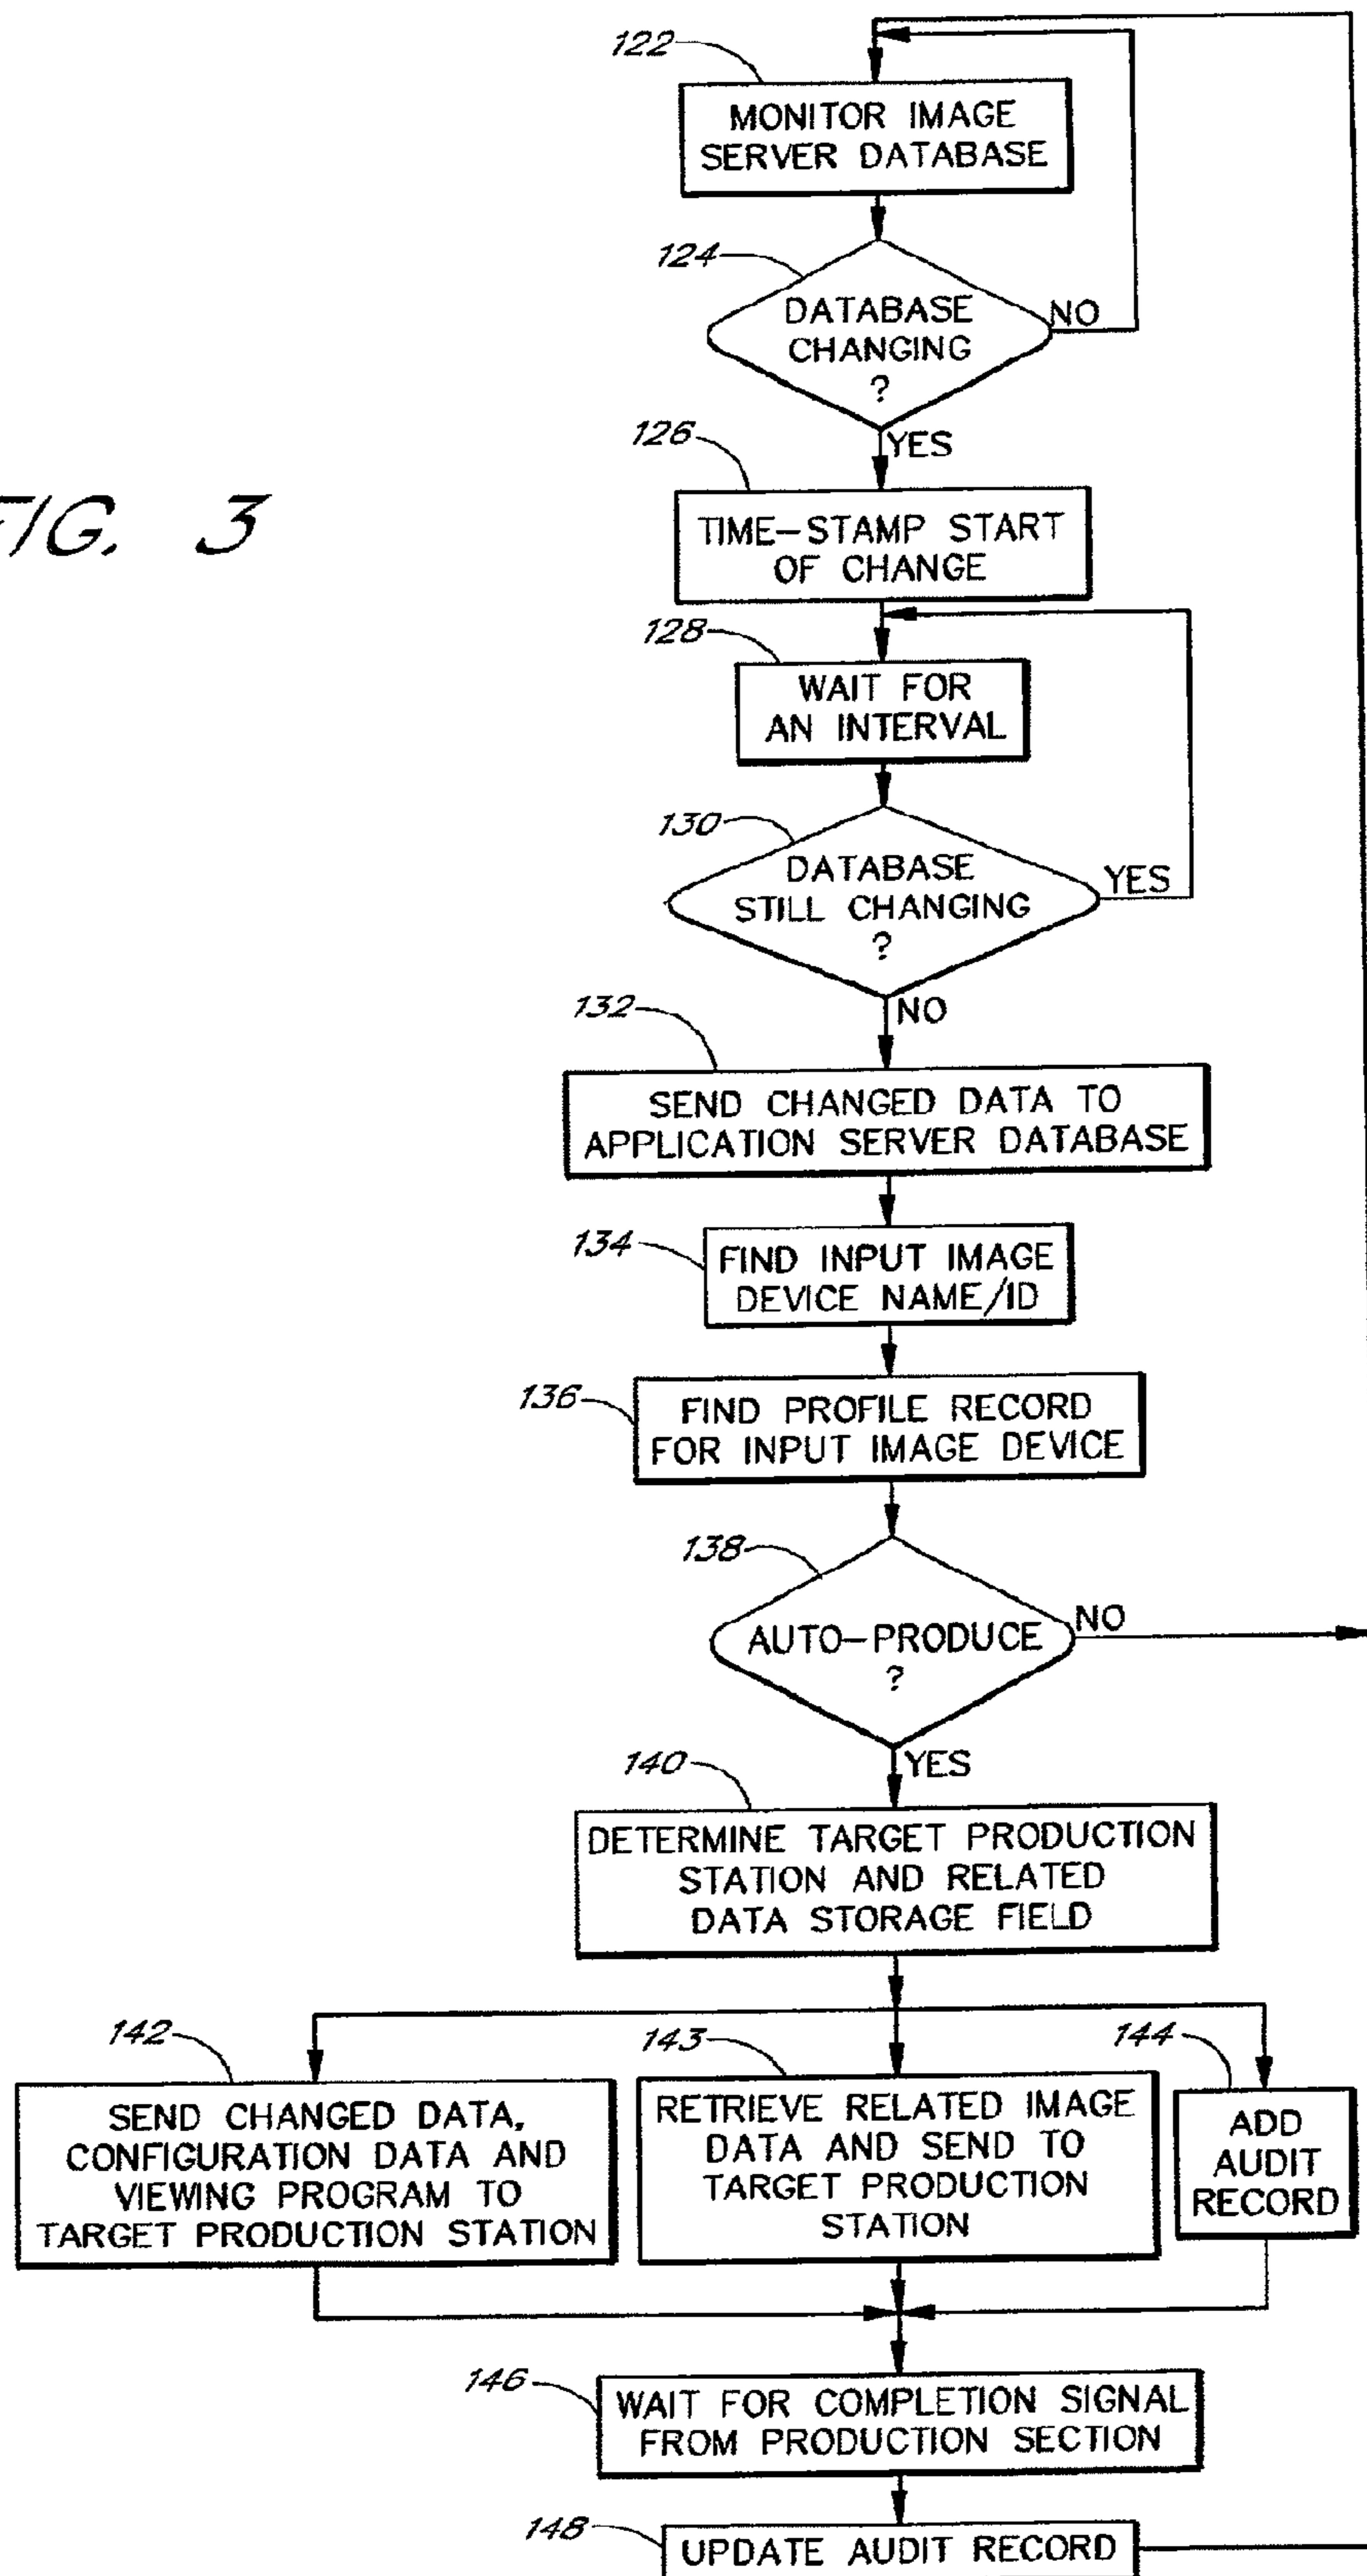 122
MONITOR IMAGE
SERVER DATABASE
124
DATABASE
CHANGING
?
NO
YES
126
FIG. 3
TIME-STAMP START
OF CHANGE
128
WAIT FOR
AN INTERVAL
130
DATABASE
STILL CHANGING
?
YES
NO
132
SEND CHANGED DATA TO
APPLICATION SERVER DATABASE
134
FIND INPUT IMAGE
DEVICE NAME/ID
136
FIND PROFILE RECORD
FOR INPUT IMAGE DEVICE
138
AUTO-PRODUCE
?
NO
YES
140
DETERMINE TARGET PRODUCTION
STATION AND RELATED
DATA STORAGE FIELD
142
SEND CHANGED DATA,
CONFIGURATION DATA AND
VIEWING PROGRAM TO
TARGET PRODUCTION STATION
143
RETRIEVE RELATED IMAGE
DATA AND SEND TO
TARGET PRODUCTION
STATION
144
ADD
AUDIT
RECORD
146
WAIT FOR COMPLETION SIGNAL
FROM PRODUCTION SECTION
148
UPDATE AUDIT RECORD